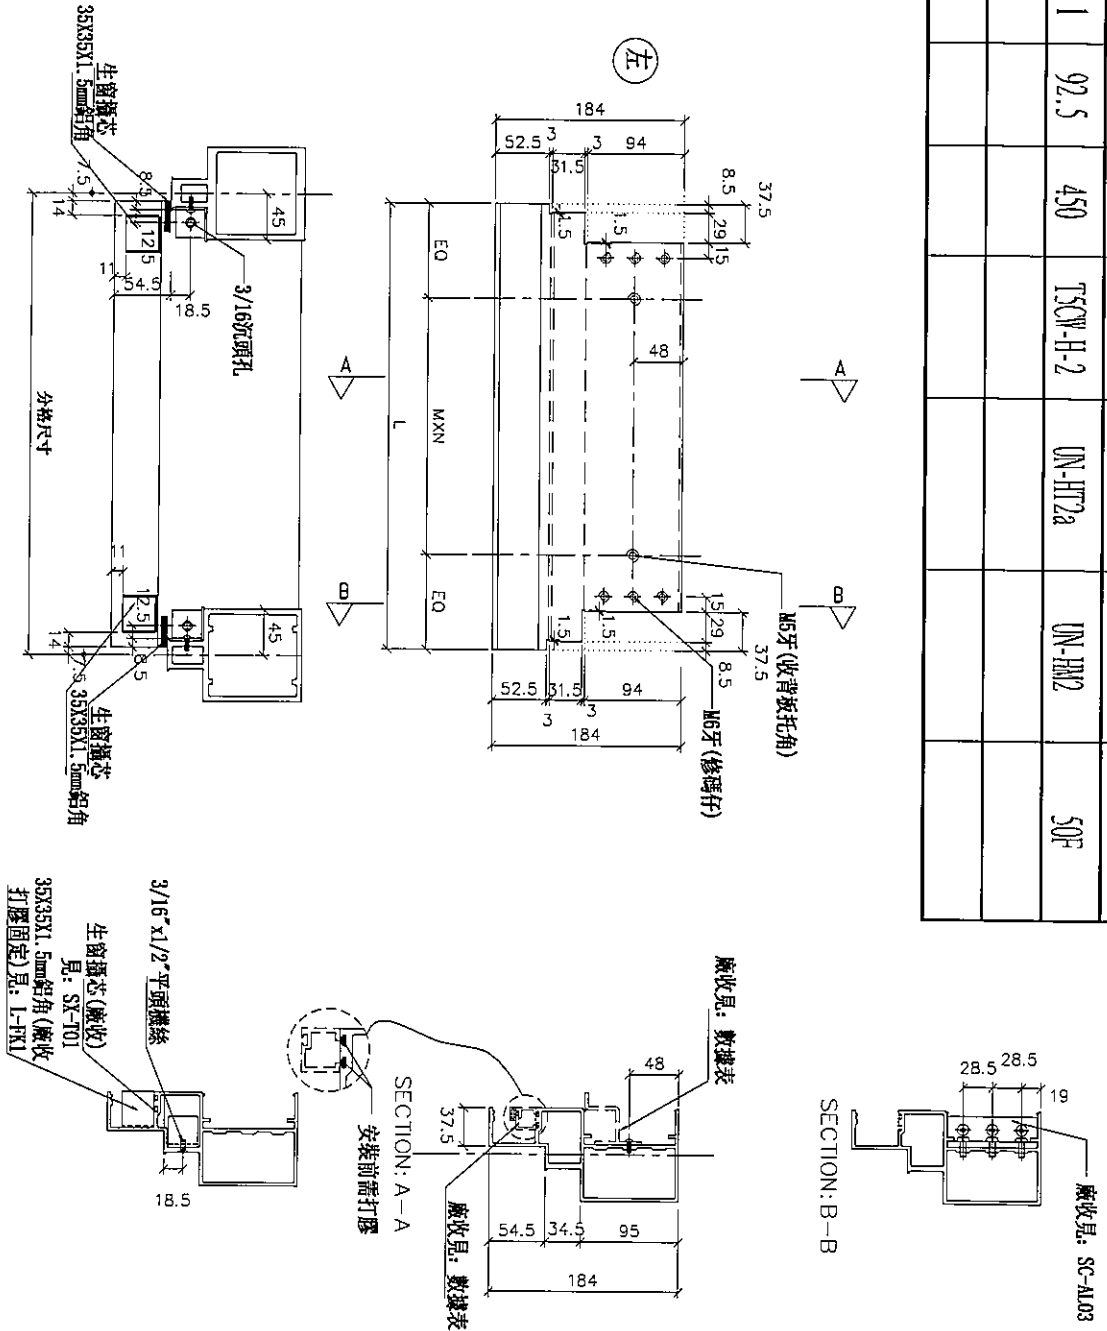 1 92.5 450 T5CW-H-2 UN-HT2a UN-HM2 50F
左
184
52.5 3 31.5 3 94
8.5 29 15
37.5
1.5 1.5
EQ
MXN
EQ
L
48
A A
B B
1.5 1.5
15 29 8.5
37.5
52.5 31.5 94
3 3
184
M5牙(收背板托角)
M6牙(修碼仔)
生窗攝芯
35X35X1.5mm鋁角
7.5
14
8.5
45
12.5
11
54.5
18.5
3/16沉頭孔
分格尺寸
11
12.5
14
7.5
8.5
45
生窗攝芯
35X35X1.5mm鋁角
28.5 28.5 19
廠收見: SC-AL03
SECTION:B-B
廠收見: 數據表
48
37.5
SECTION: A-A
安裝前需打膠
廠收見: 數據表
54.5 34.5 95
184
3/16"x1/2"平頭機絲
生窗攝芯(廠收)
見: SX-T01
35X35X1.5mm鋁角(廠收
打膠固定)見: L-FK1
18.5